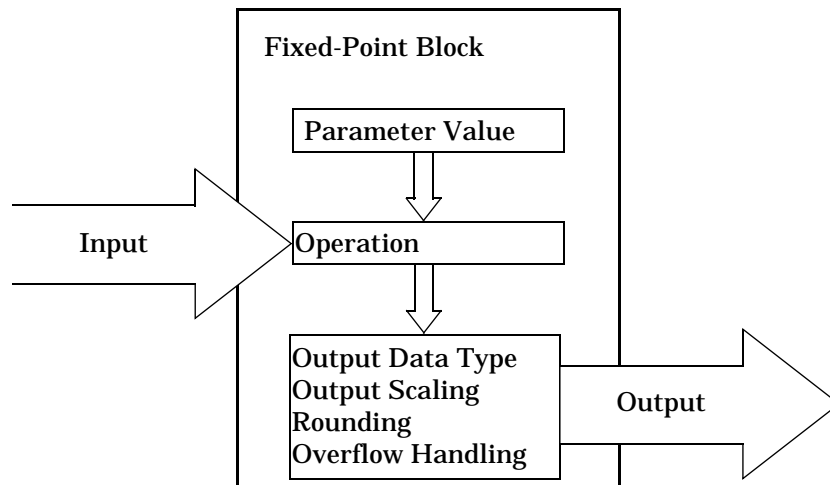 Fixed-Point Block
Parameter Value
Input
Operation
Output Data Type
Output Scaling
Rounding
Overflow Handling
Output